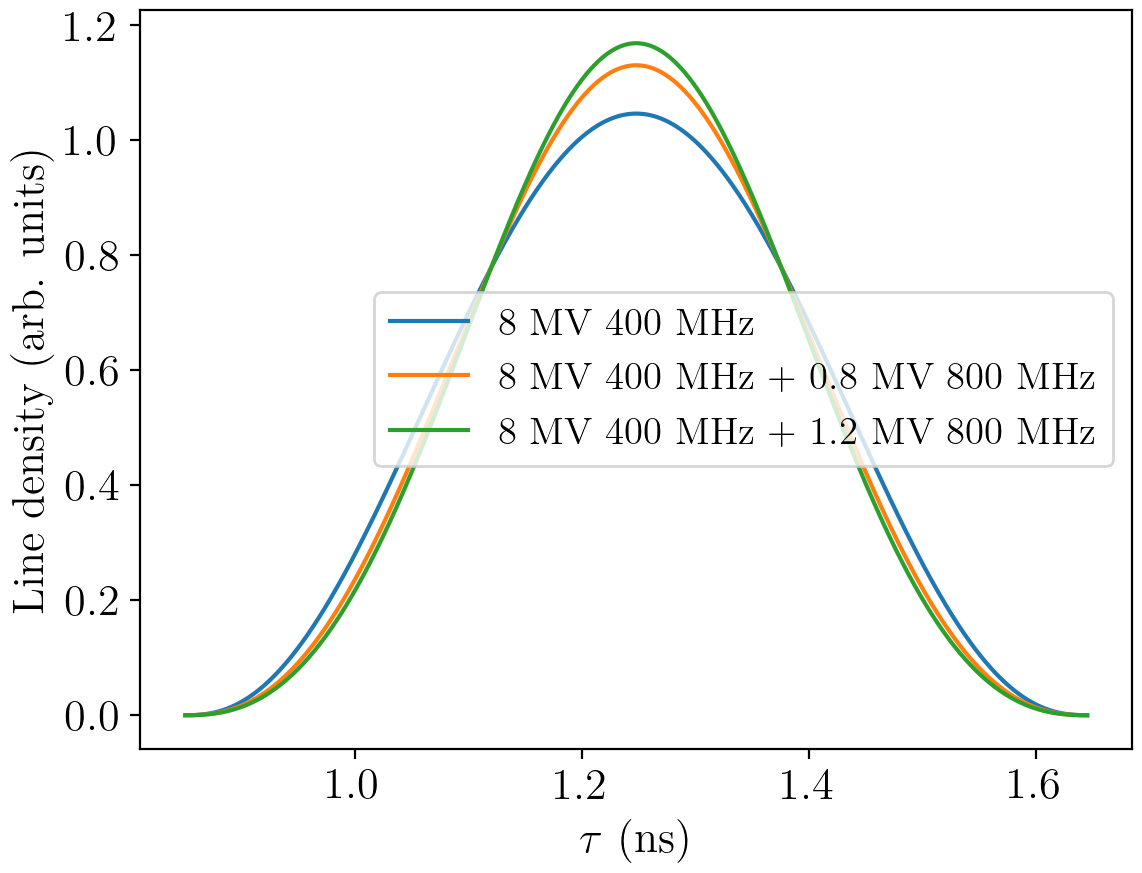 1.2
1.0
0.8
0.6
0.4
0.2
0.0
Line density (arb. units)
8 MV 400 MHz
8 MV 400 MHz + 0.8 MV 800 MHz
8 MV 400 MHz + 1.2 MV 800 MHz
1.0 1.2 1.4 1.6
τ (ns)